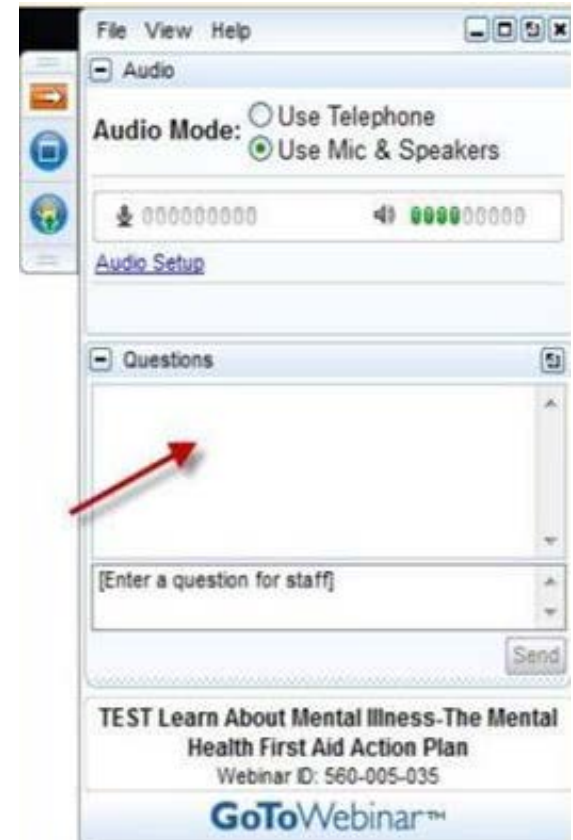 File View Help
Audio
Audio Mode: Use Telephone
Use Mic & Speakers
Audio Setup
Questions
[Enter a question for staff]
Send
TEST Learn About Mental Illness-The Mental
Health First Aid Action Plan
Webinar ID: 560-005-035
GoToWebinar™